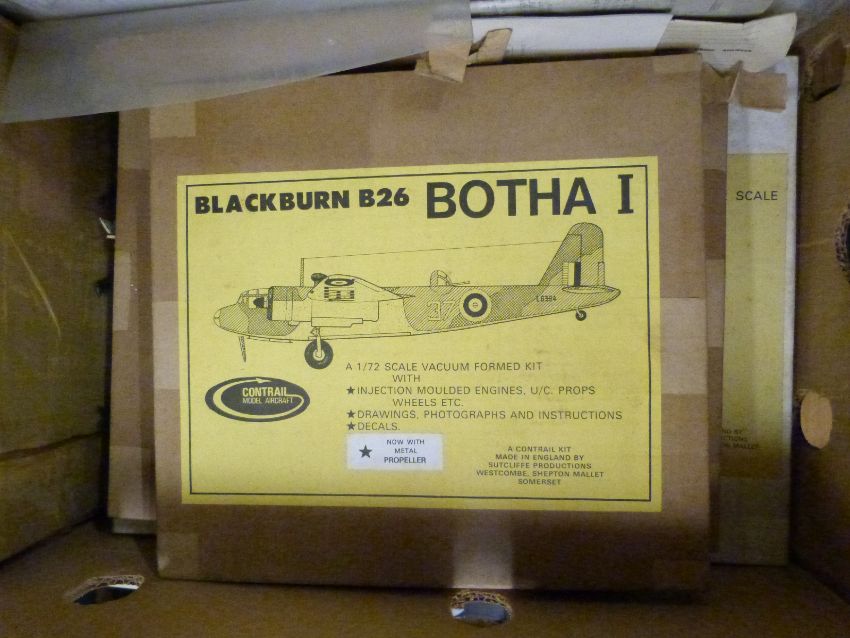 BLACKBURN B26 BOTHA I
37
L6384
A 1/72 SCALE VACUUM FORMED KIT
WITH
★INJECTION MOULDED ENGINES, U/C. PROPS
WHEELS ETC.
★DRAWINGS, PHOTOGRAPHS AND INSTRUCTIONS
★DECALS.
CONTRAIL
MODEL AIRCRAFT
★ NOW WITH
METAL
PROPELLER
A CONTRAIL KIT
MADE IN ENGLAND BY
SUTCLIFFE PRODUCTIONS
WESTCOMBE, SHEPTON MALLET
SOMERSET
SCALE
MALLET